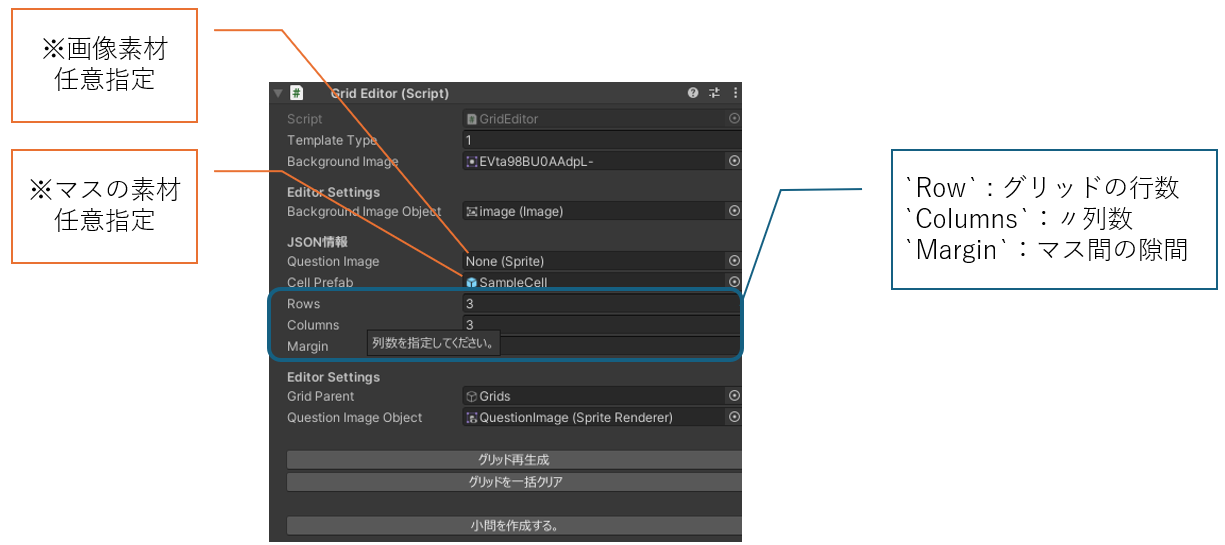 ※画像素材
任意指定
※マスの素材
任意指定
# Grid Editor (Script)
Script GridEditor
Template Type 1
Background Image EVta98BU0AAdpL-
Editor Settings
Background Image Object image (Image)
JSON情報
Question Image None (Sprite)
Cell Prefab SampleCell
Rows 3
Columns 3
Margin
列数を指定してください。
Editor Settings
Grid Parent Grids
Question Image Object QuestionImage (Sprite Renderer)
グリッド再生成
グリッドを一括クリア
小問を作成する。
`Row`：グリッドの行数
`Columns`：〃列数
`Margin`：マス間の隙間